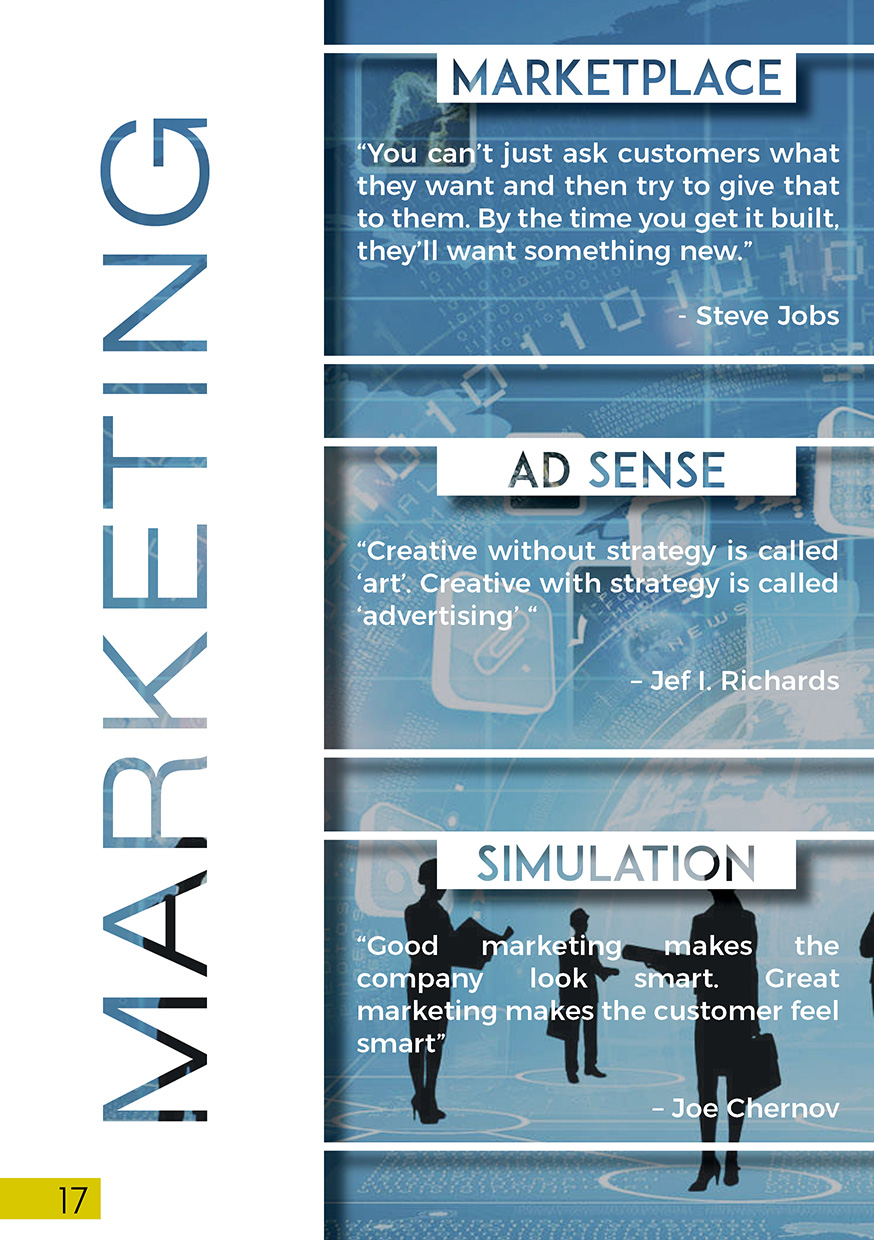 MARKETING
MARKETPLACE
“You can’t just ask customers what
they want and then try to give that
to them. By the time you get it built,
they’ll want something new.”
- Steve Jobs
AD SENSE
“Creative without strategy is called
‘art’. Creative with strategy is called
‘advertising’ “
NEWS
– Jef I. Richards
SIMULATION
“Good marketing makes the
company look smart. Great
marketing makes the customer feel
smart”
– Joe Chernov
17